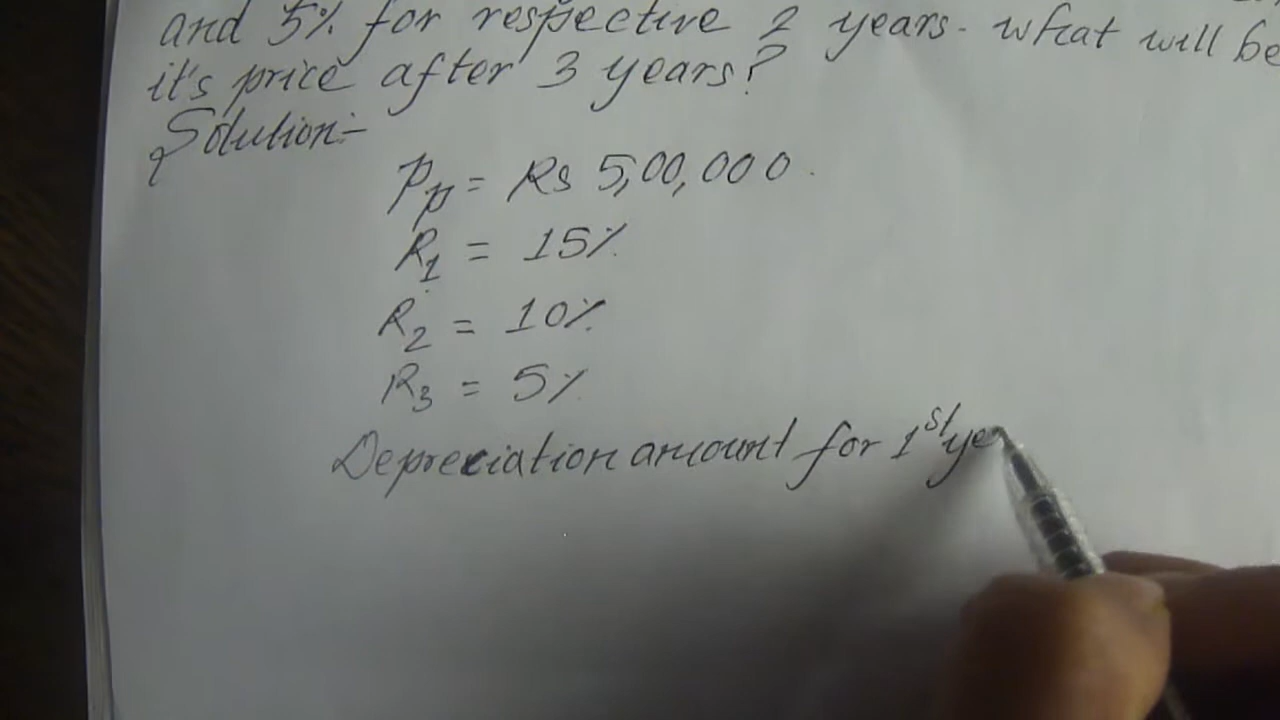 and 5% for respective 2 years. what will be
it's price after 3 years?
Solution:-
Pp = Rs 5,00,000.
R1 = 15%
R2 = 10%
R3 = 5%
Depreciation amount for 1st yea